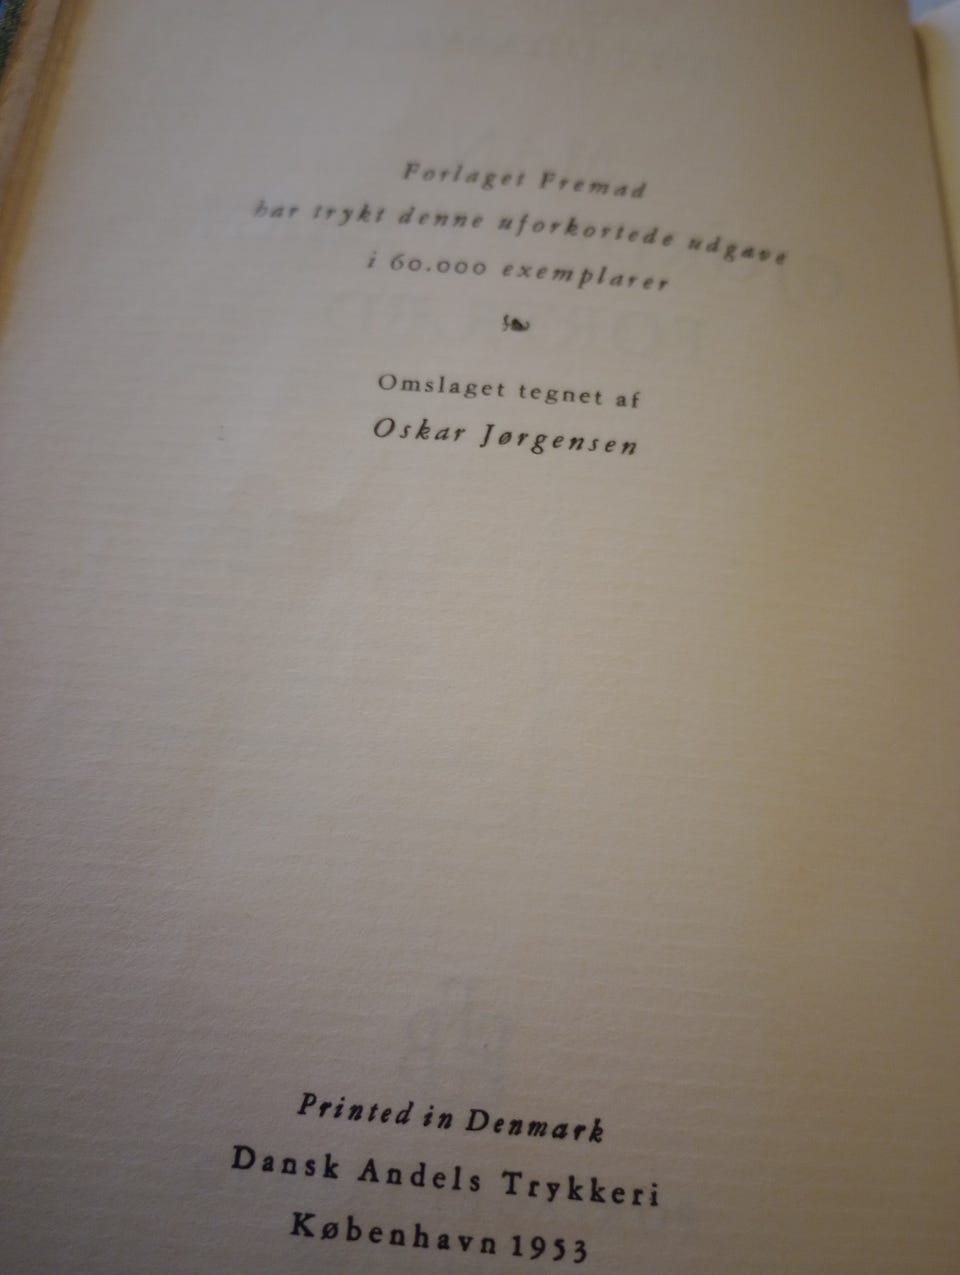 Forlaget Fremad
har trykt denne uforkortede udgave
i 60.000 exemplarer
Omslaget tegnet af
Oskar Jørgensen
Printed in Denmark
Dansk Andels Trykkeri
København 1953